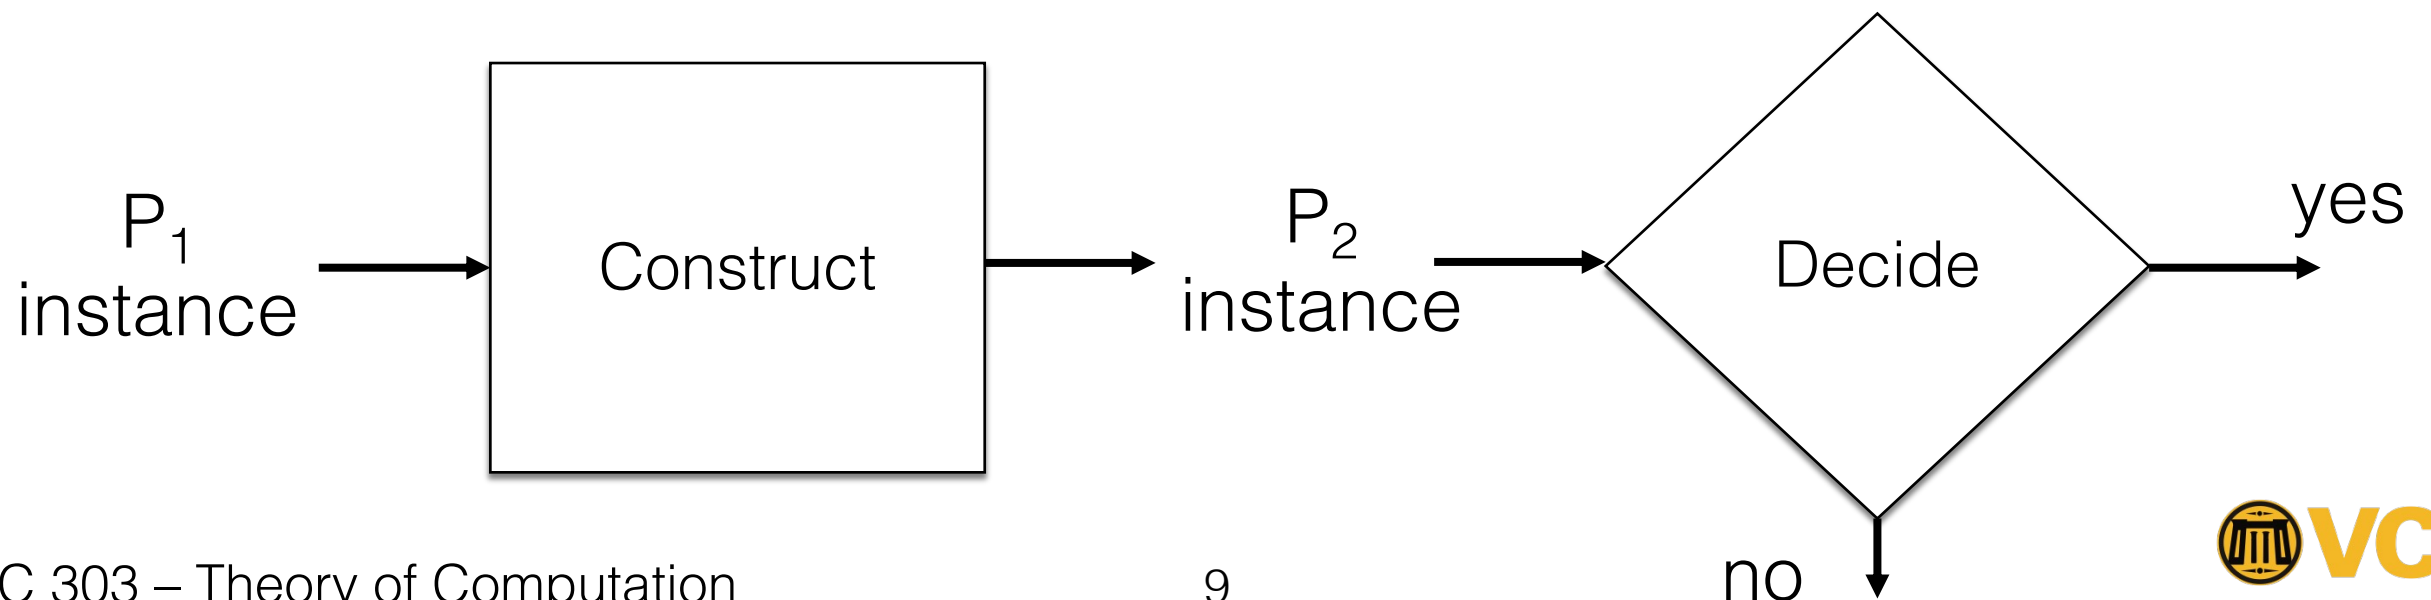 P₁
instance
Construct
P₂
instance
Decide
yes
no
C 303 – Theory of Computation
9
VC